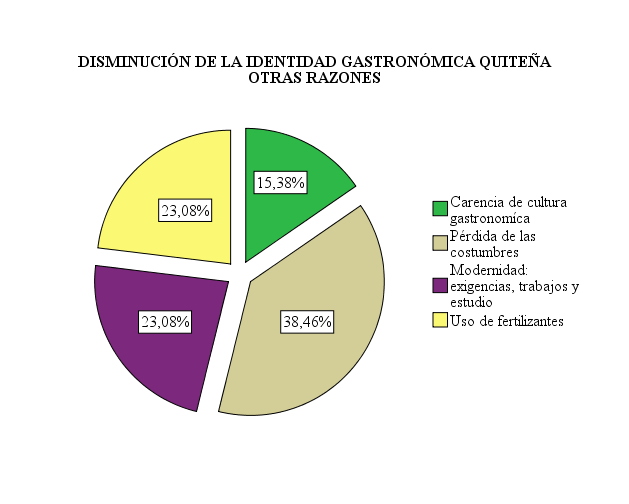 DISMINUCIÓN DE LA IDENTIDAD GASTRONÓMICA QUITEÑA
OTRAS RAZONES
15,38%
23,08%
23,08%
38,46%
Carencia de cultura
gastronomíca
Pérdida de las
costumbres
Modernidad:
exigencias, trabajos y
estudio
Uso de fertilizantes